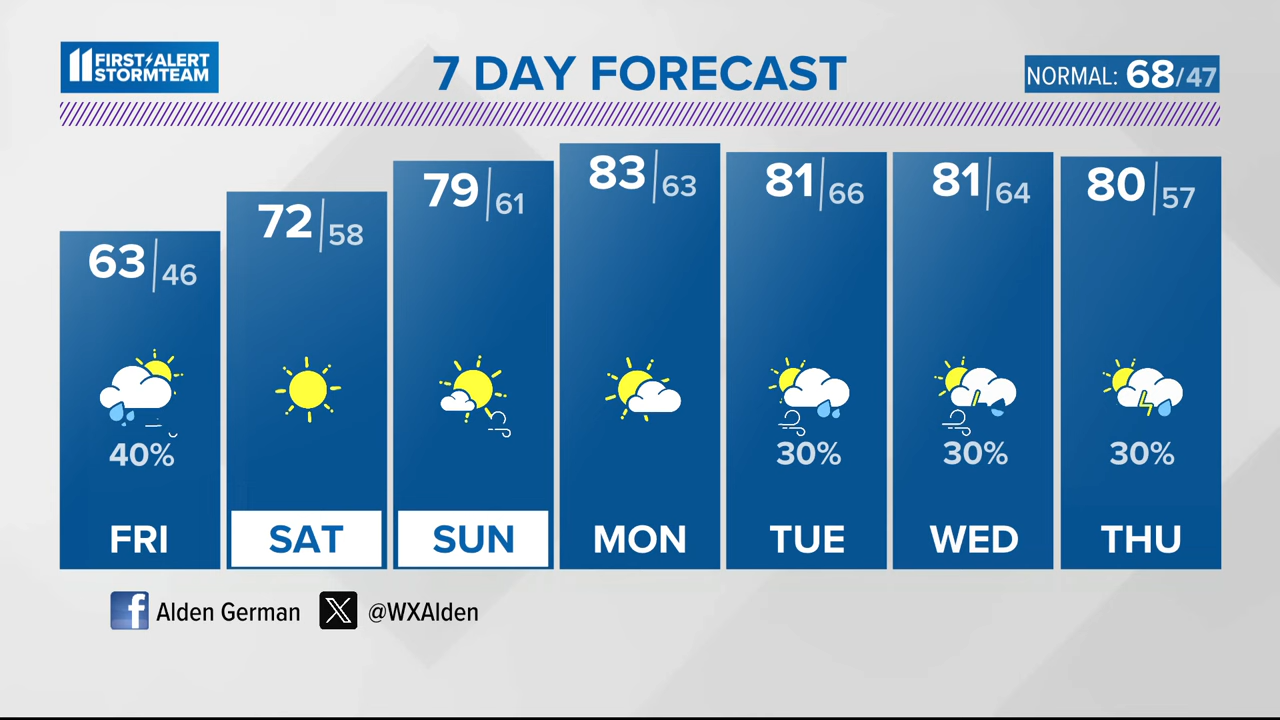 11 FIRST ALERT
STORMTEAM
7 DAY FORECAST
NORMAL: 68/47
63/46
72/58
79/61
83/63
81/66
81/64
80/57
40%
30%
30%
30%
FRI
SAT
SUN
MON
TUE
WED
THU
f Alden German X @WXAlden